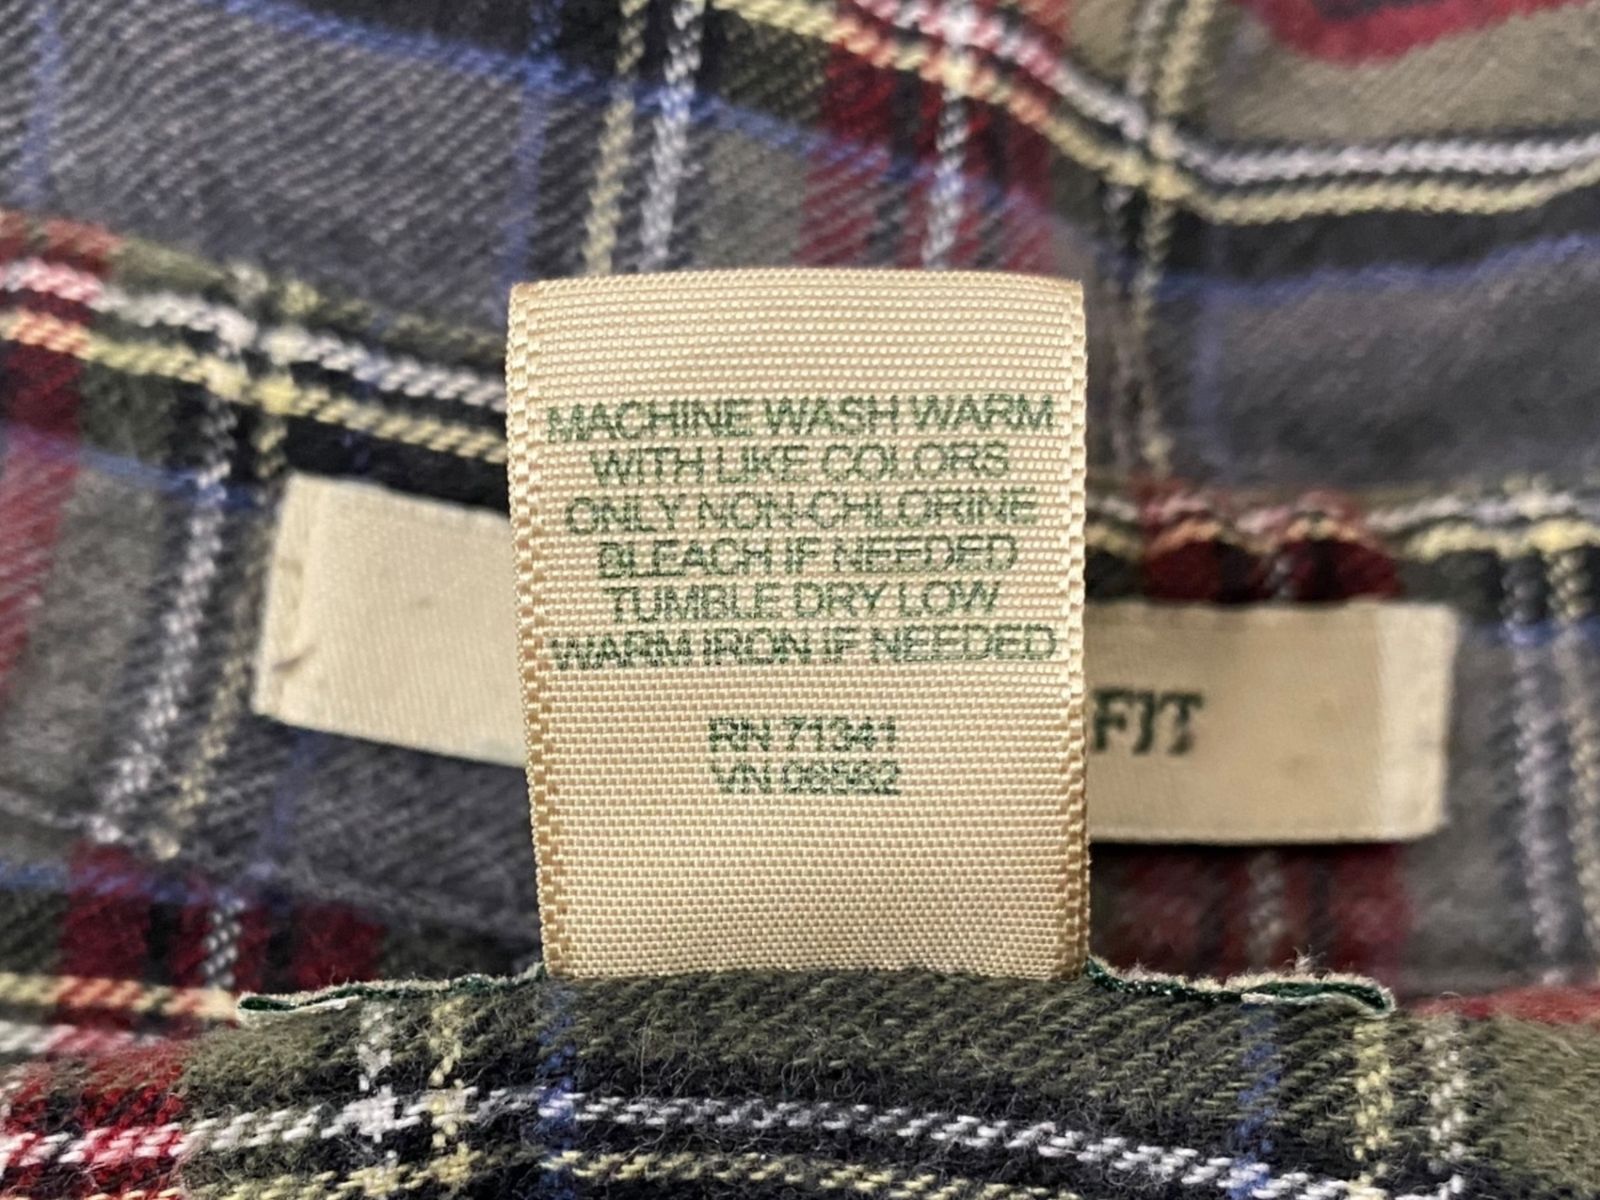 MACHINE WASH WARM
WITH LIKE COLORS
ONLY NON-CHLORINE
BLEACH IF NEEDED
TUMBLE DRY LOW
WARM IRON IF NEEDED
RN 71341
VN 06562
FIT